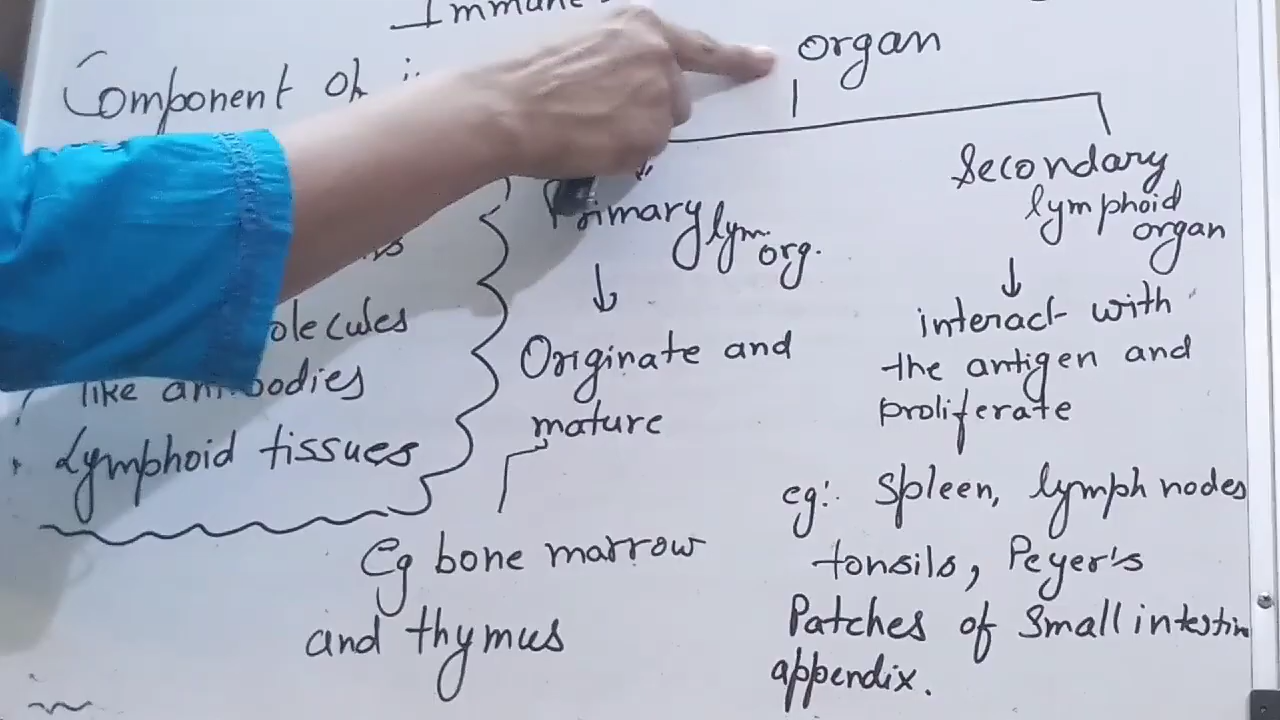 Immune
Component of
organ
Primary lym. org.
Secondary
lymphoid
organ
Originate and
mature
interact with
the antigen and
proliferate
olecules
like antibodies
Lymphoid tissues
Eg bone marrow
and thymus
eg: Spleen, lymph nodes
tonsils, Peyer's
Patches of Small intestin
appendix.